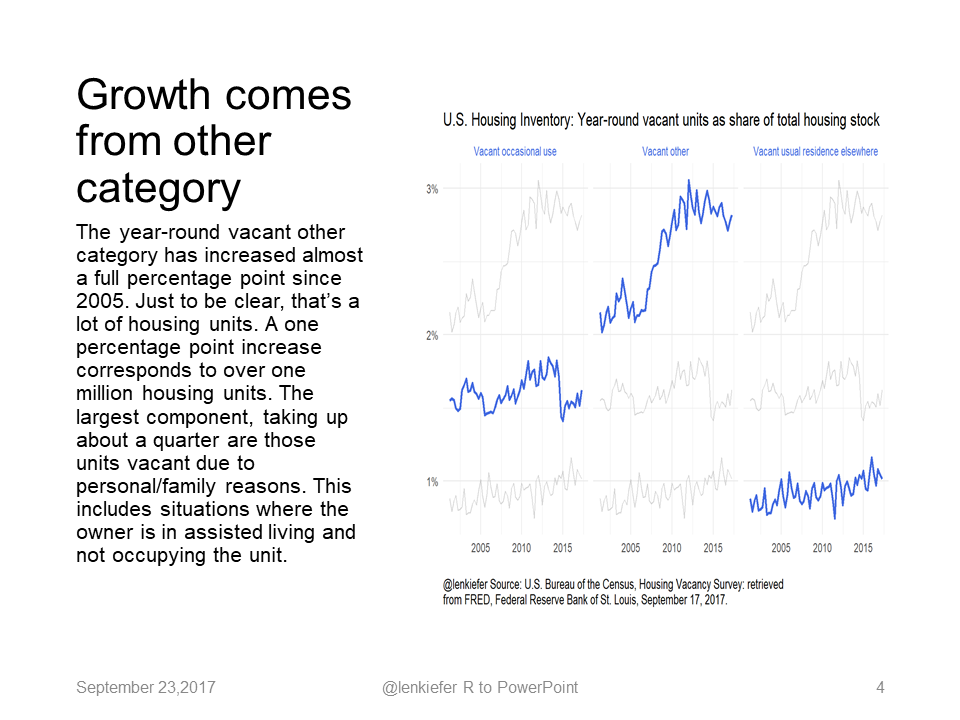 Growth comes
from other
category
The year-round vacant other
category has increased almost
a full percentage point since
2005. Just to be clear, that’s a
lot of housing units. A one
percentage point increase
corresponds to over one
million housing units. The
largest component, taking up
about a quarter are those
units vacant due to
personal/family reasons. This
includes situations where the
owner is in assisted living and
not occupying the unit.
U.S. Housing Inventory: Year-round vacant units as share of total housing stock
Vacant occasional use Vacant other Vacant usual residence elsewhere
3%
2%
1%
2005 2010 2015 2005 2010 2015 2005 2010 2015
@lenkiefer Source: U.S. Bureau of the Census, Housing Vacancy Survey: retrieved
from FRED, Federal Reserve Bank of St. Louis, September 17, 2017.
September 23,2017 @lenkiefer R to PowerPoint 4